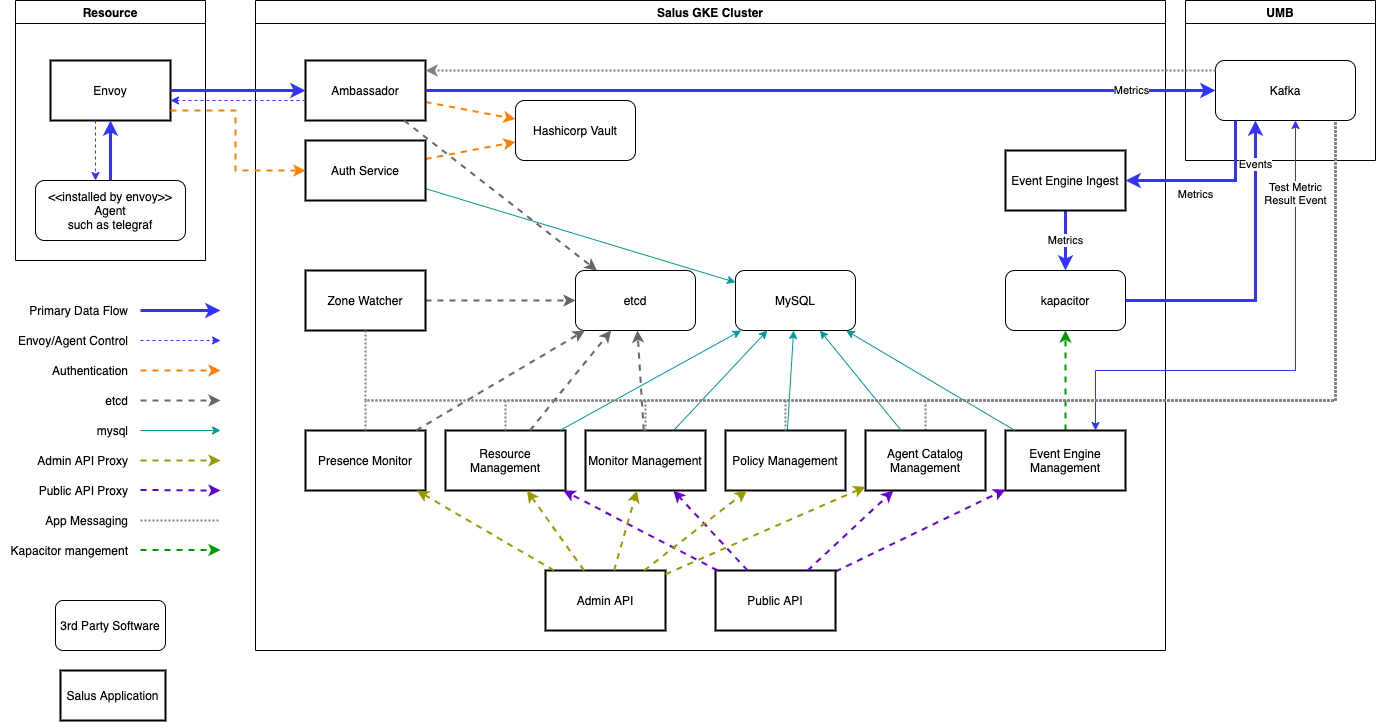 Resource
Salus GKE Cluster
UMB
Envoy
Ambassador
Metrics
Kafka
Hashicorp Vault
Auth Service
Event Engine Ingest
Events
<<installed by envoy>>
Agent
such as telegraf
Metrics
Test Metric
Result Event
Metrics
Zone Watcher
etcd
MySQL
kapacitor
Primary Data Flow
Envoy/Agent Control
Authentication
etcd
mysql
Admin API Proxy
Public API Proxy
App Messaging
Kapacitor mangement
Presence Monitor
Resource
Management
Monitor Management
Policy Management
Agent Catalog
Management
Event Engine
Management
Admin API
Public API
3rd Party Software
Salus Application